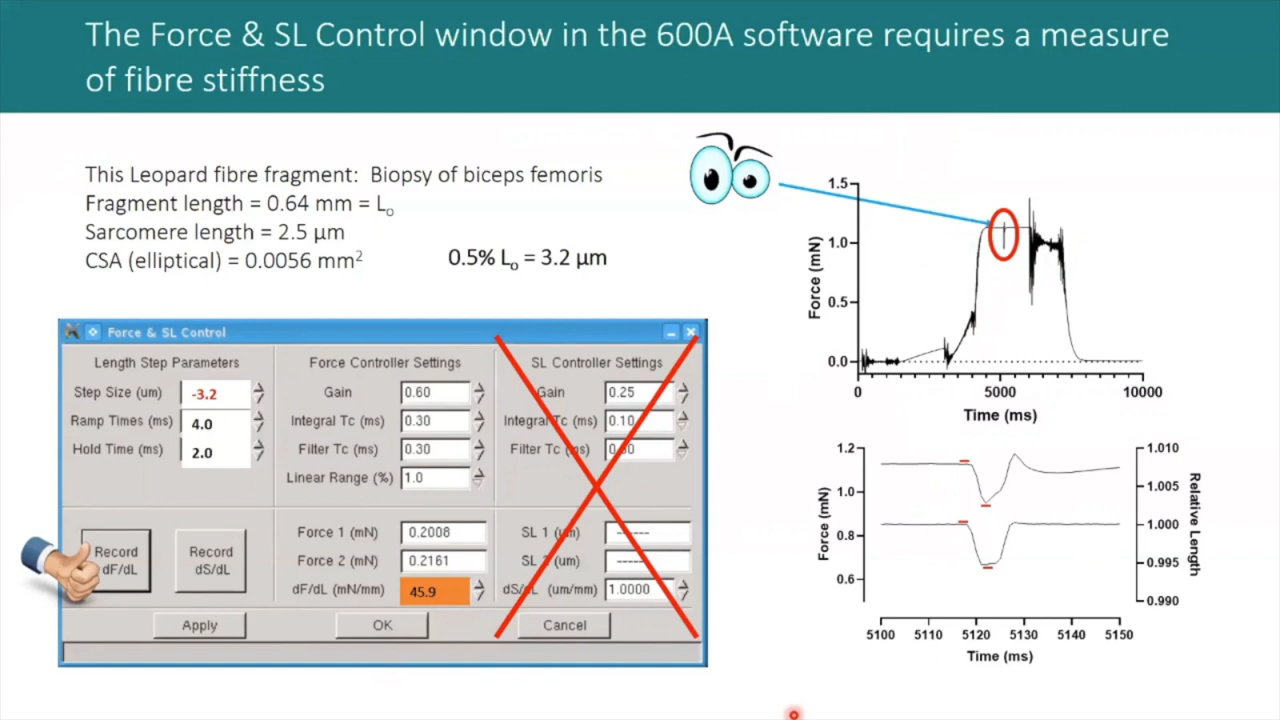 The Force & SL Control window in the 600A software requires a measure
of fibre stiffness
This Leopard fibre fragment:  Biopsy of biceps femoris
Fragment length = 0.64 mm = Lo
Sarcomere length = 2.5 µm
CSA (elliptical) = 0.0056 mm²
0.5% Lo = 3.2 µm
Force & SL Control
Length Step Parameters
Step Size (um) -3.2
Ramp Times (ms) 4.0
Hold Time (ms) 2.0
Force Controller Settings
Gain 0.60
Integral Tc (ms) 0.30
Filter Tc (ms) 0.30
Linear Range (%) 1.0
SL Controller Settings
Gain 0.25
Integral Tc (ms) 0.10
Filter Tc (ms)
Record
dF/dL
Record
dS/dL
Force 1 (mN) 0.2008
Force 2 (mN) 0.2161
dF/dL (mN/mm) 45.9
SL 1 (um) ------
SL 2 (um) ------
dS/dL (um/mm) 1.0000
Apply
OK
Cancel
Force (mN)
1.5
1.0
0.5
0.0
0
5000
10000
Time (ms)
Force (mN)
1.2
1.0
0.8
0.6
1.010
1.005
1.000
0.995
0.990
Relative Length
5100
5110
5120
5130
5140
5150
Time (ms)